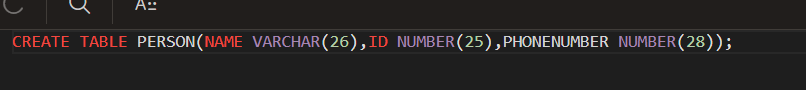 A::
CREATE TABLE PERSON(NAME VARCHAR(26),ID NUMBER(25),PHONENUMBER NUMBER(28));